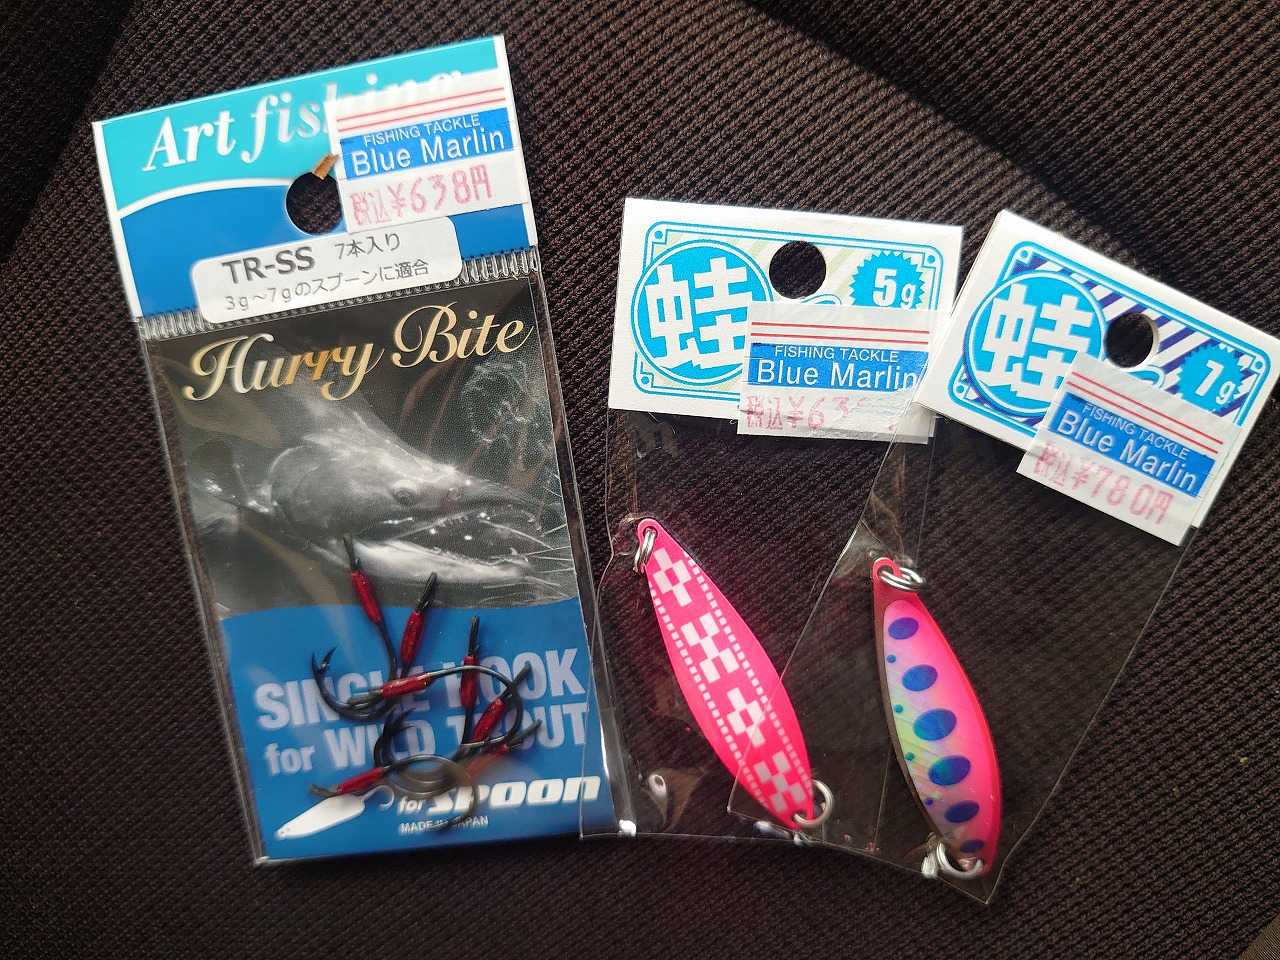 Art fishing
FISHING TACKLE
Blue Marlin
税込¥638円
TR-SS 7本入り
3g～7gのスプーンに適合
Hurry Bite
SINGLE HOOK
for WILD TROUT
for SPOON
MADE IN JAPAN
蛙
5g
FISHING TACKLE
Blue Marlin
税込¥63
蛙
7g
FISHING TACKLE
Blue Marlin
税込¥780円